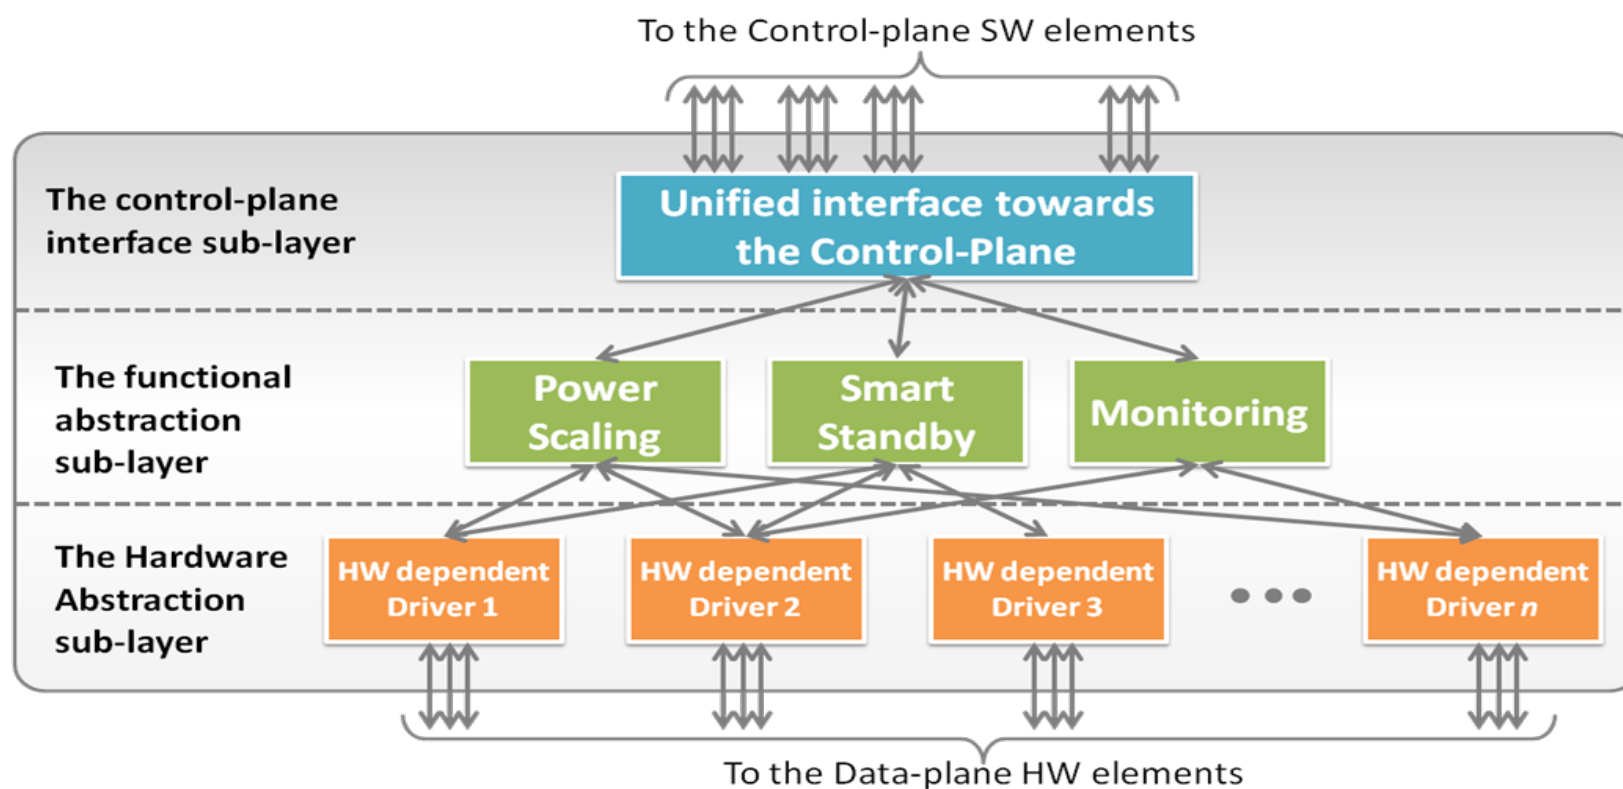 To the Control-plane SW elements
The control-plane
interface sub-layer
Unified interface towards
the Control-Plane
The functional
abstraction
sub-layer
Power
Scaling
Smart
Standby
Monitoring
The Hardware
Abstraction
sub-layer
HW dependent
Driver 1
HW dependent
Driver 2
HW dependent
Driver 3
HW dependent
Driver n
To the Data-plane HW elements